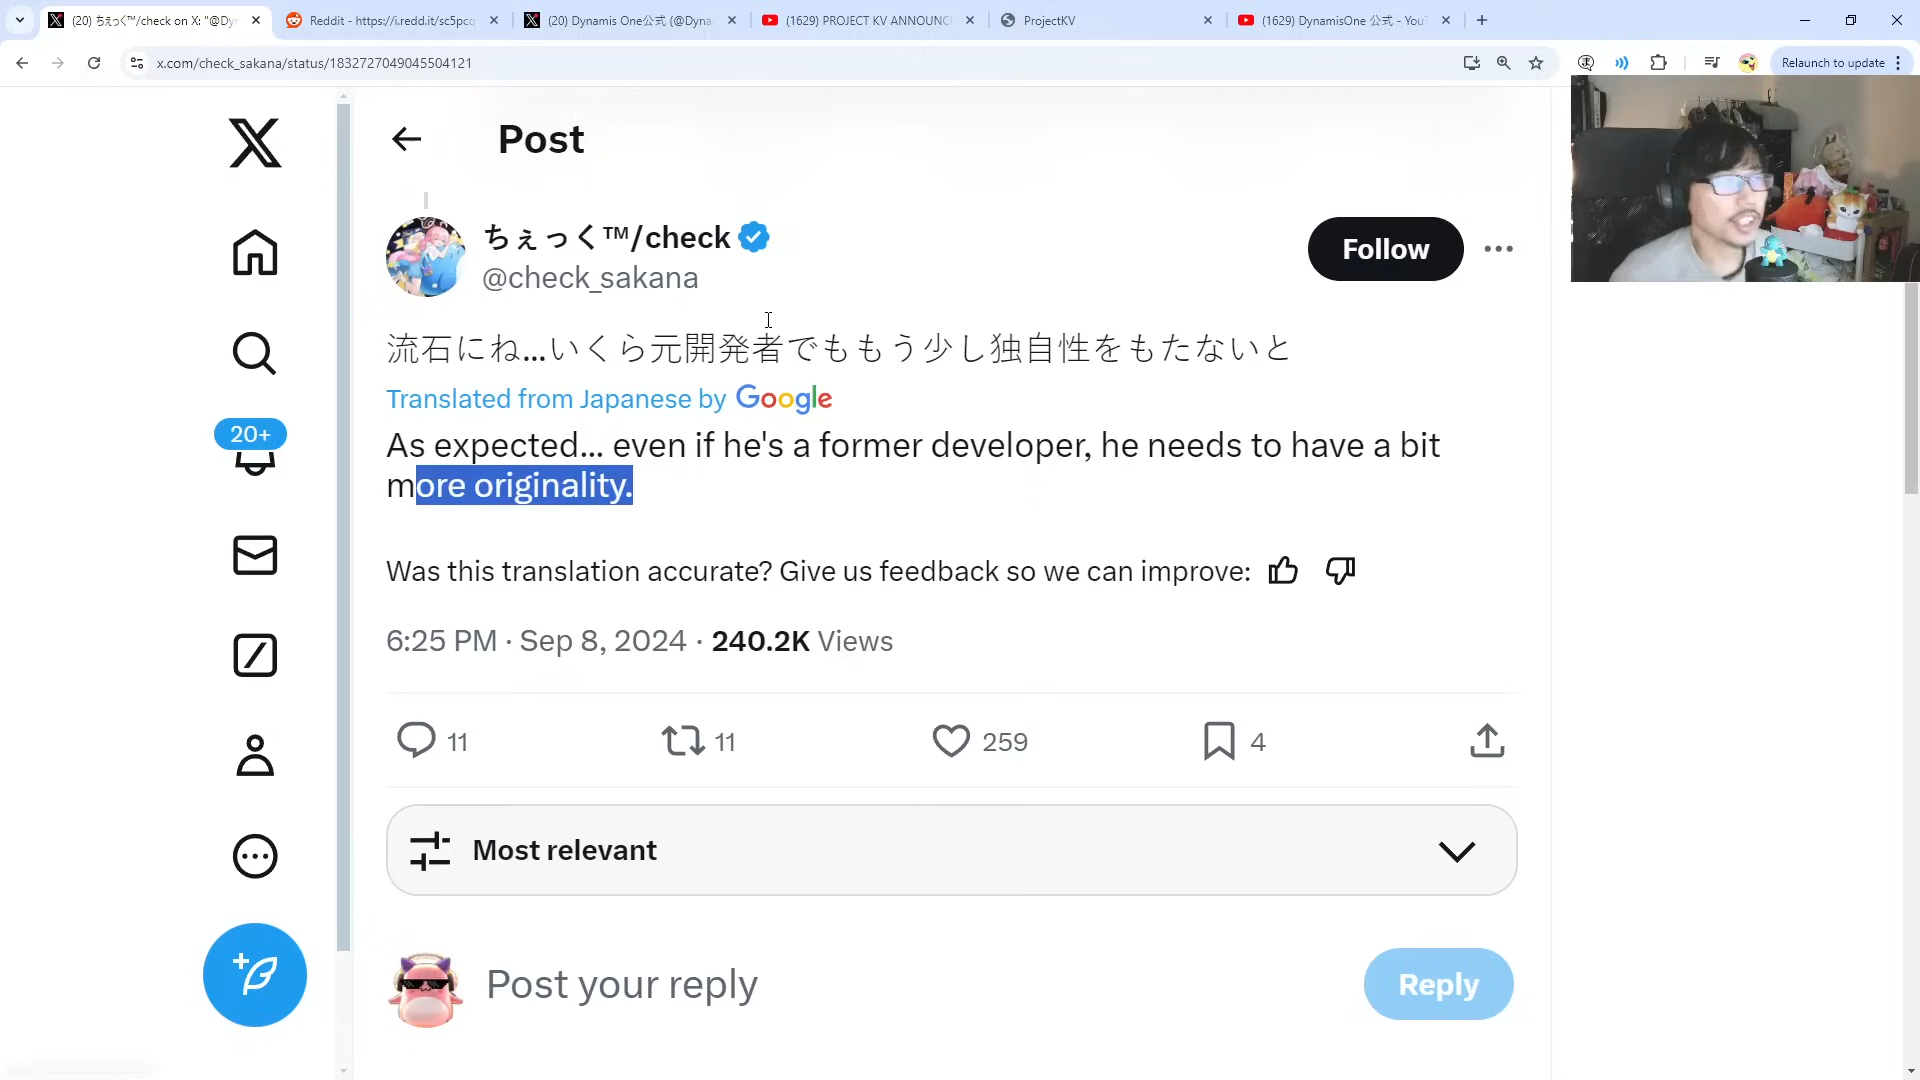 (20) ちぇっく™/check on X: "@Dy
Reddit - https://i.redd.it/sc5pcq
(20) Dynamis One公式 (@Dyna
(1629) PROJECT KV ANNOUNC
ProjectKV
(1629) DynamisOne 公式 - YouT
x.com/check_sakana/status/1832727049045504121
Relaunch to update
Post
ちぇっく™/check
@check_sakana
Follow
流石にね...いくら元開発者でももう少し独自性をもたないと
Translated from Japanese by Google
As expected... even if he's a former developer, he needs to have a bit
more originality.
20+
Was this translation accurate? Give us feedback so we can improve:
6:25 PM · Sep 8, 2024 · 240.2K Views
11
11
259
4
Most relevant
Post your reply
Reply